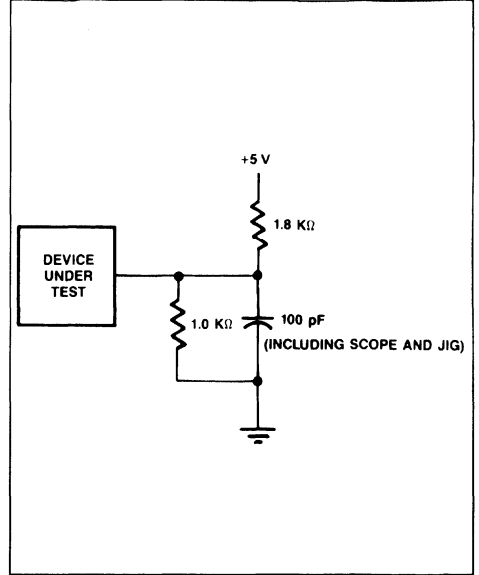 +5 V
1.8 KΩ
DEVICE
UNDER
TEST
1.0 KΩ
100 pF
(INCLUDING SCOPE AND JIG)